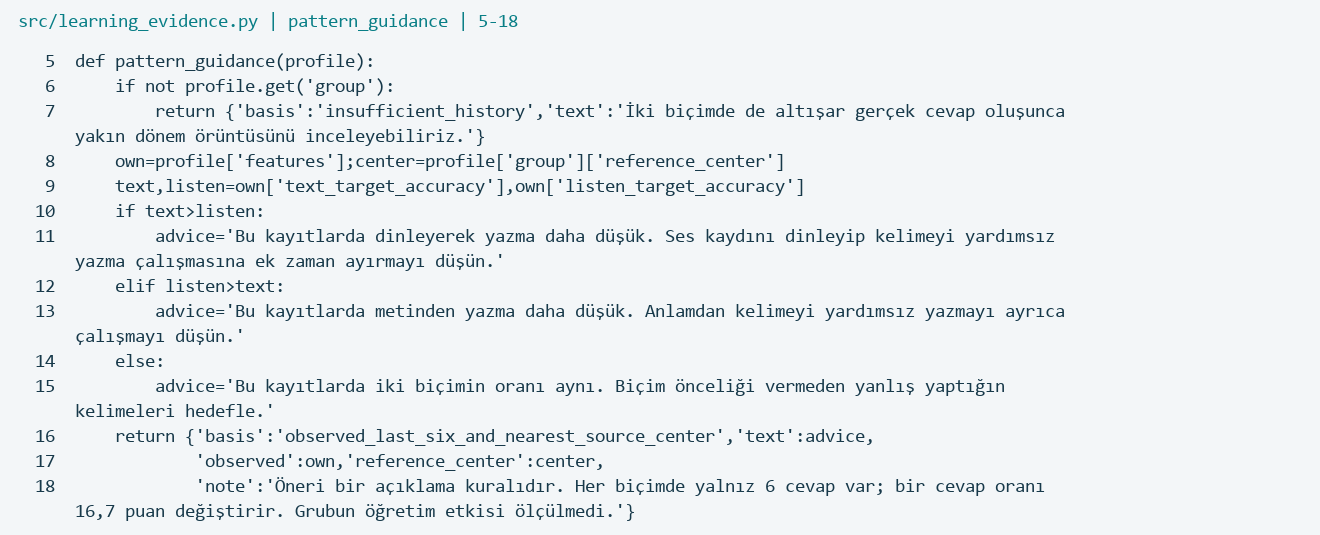 src/learning_evidence.py | pattern_guidance | 5-18
5 def pattern_guidance(profile):
6     if not profile.get('group'):
7         return {'basis':'insufficient_history','text':'İki biçimde de altışar gerçek cevap oluşunca
yakın dönem örüntüsünü inceleyebiliriz.'}
8     own=profile['features'];center=profile['group']['reference_center']
9     text,listen=own['text_target_accuracy'],own['listen_target_accuracy']
10     if text>listen:
11         advice='Bu kayıtlarda dinleyerek yazma daha düşük. Ses kaydını dinleyip kelimeyi yardımsız
yazma çalışmasına ek zaman ayırmayı düşün.'
12     elif listen>text:
13         advice='Bu kayıtlarda metinden yazma daha düşük. Anlamdan kelimeyi yardımsız yazmayı ayrıca
çalışmayı düşün.'
14     else:
15         advice='Bu kayıtlarda iki biçimin oranı aynı. Biçim önceliği vermeden yanlış yaptığın
kelimeleri hedefle.'
16     return {'basis':'observed_last_six_and_nearest_source_center','text':advice,
17             'observed':own,'reference_center':center,
18             'note':'Öneri bir açıklama kuralıdır. Her biçimde yalnız 6 cevap var; bir cevap oranı
16,7 puan değiştirir. Grubun öğretim etkisi ölçülmedi.'}